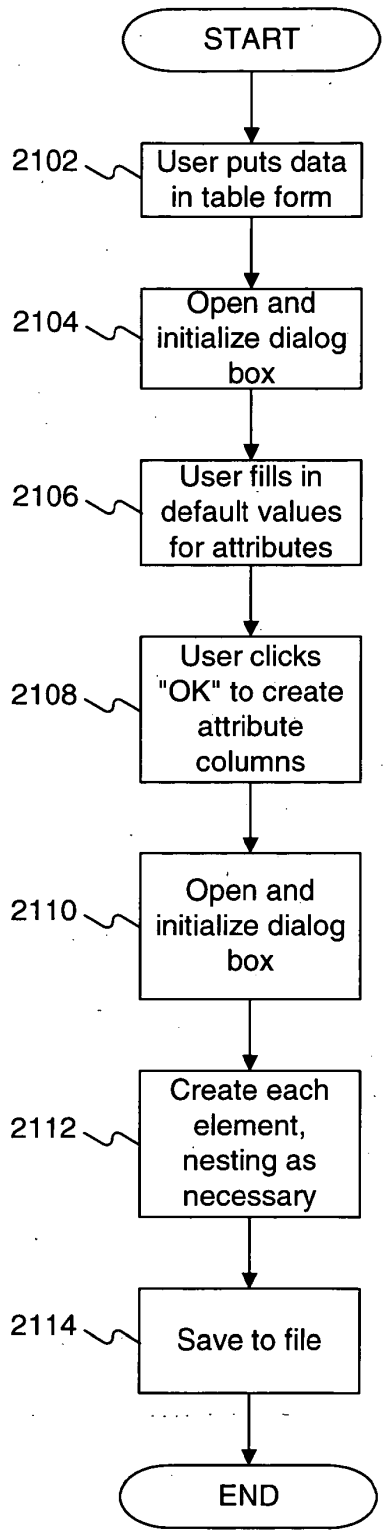 START
2102
User puts data
in table form
2104
Open and
initialize dialog
box
2106
User fills in
default values
for attributes
2108
User clicks
"OK" to create
attribute
columns
2110
Open and
initialize dialog
box
2112
Create each
element,
nesting as
necessary
2114
Save to file
END